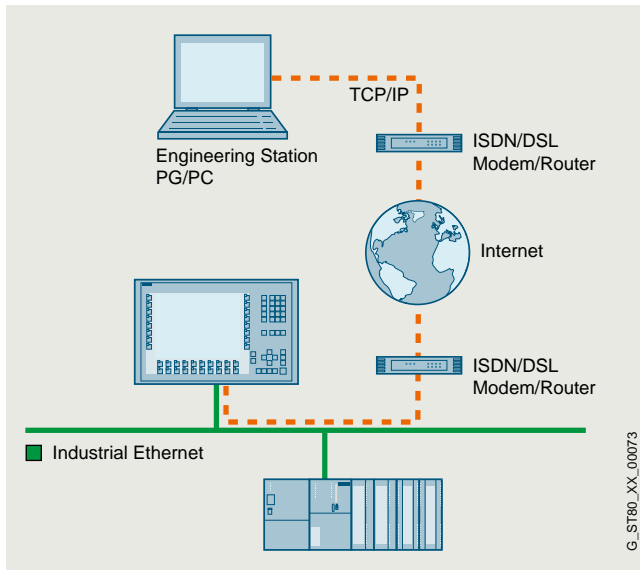 TCP/IP
Engineering Station
PG/PC
ISDN/DSL
Modem/Router
Internet
ISDN/DSL
Modem/Router
Industrial Ethernet
G_ST80_XX_00073